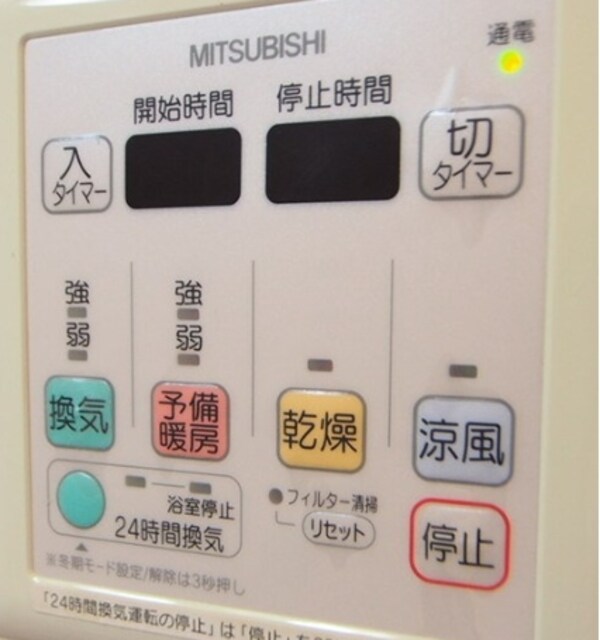 MITSUBISHI
通電
開始時間
停止時間
入
タイマー
切
タイマー
強
弱
強
弱
換気
予備
暖房
乾燥
涼風
浴室停止
24時間換気
フィルター清掃
リセット
停止
※冬期モード設定/解除は3秒押し
「24時間換気運転の停止」は「停止」を